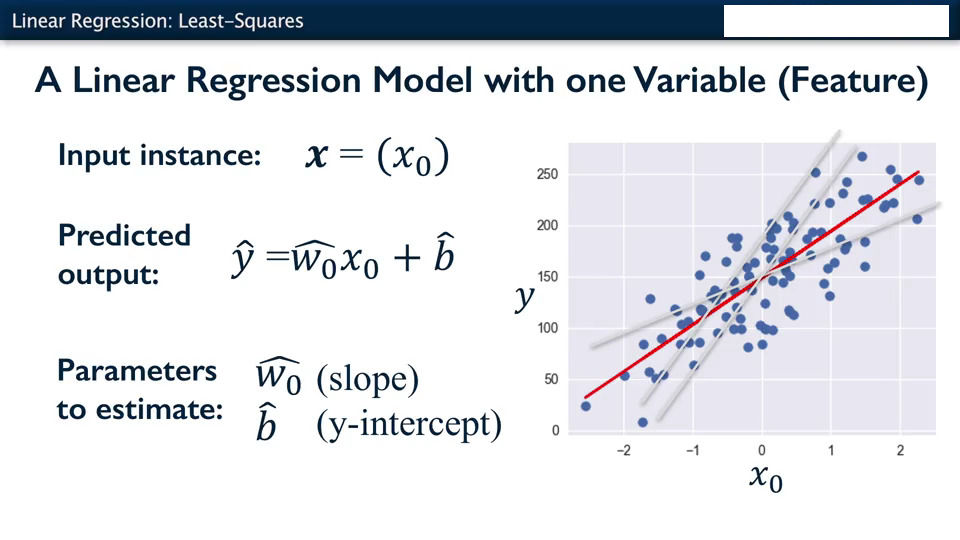 Linear Regression: Least-Squares
A Linear Regression Model with one Variable (Feature)
Input instance: 𝒙 = (𝑥₀)
Predicted
output:
ŷ = ŵ₀𝑥₀ + b̂
Parameters
to estimate:
ŵ₀ (slope)
b̂ (y-intercept)
250
200
150
100
50
0
y
−2 −1 0 1 2
𝑥₀